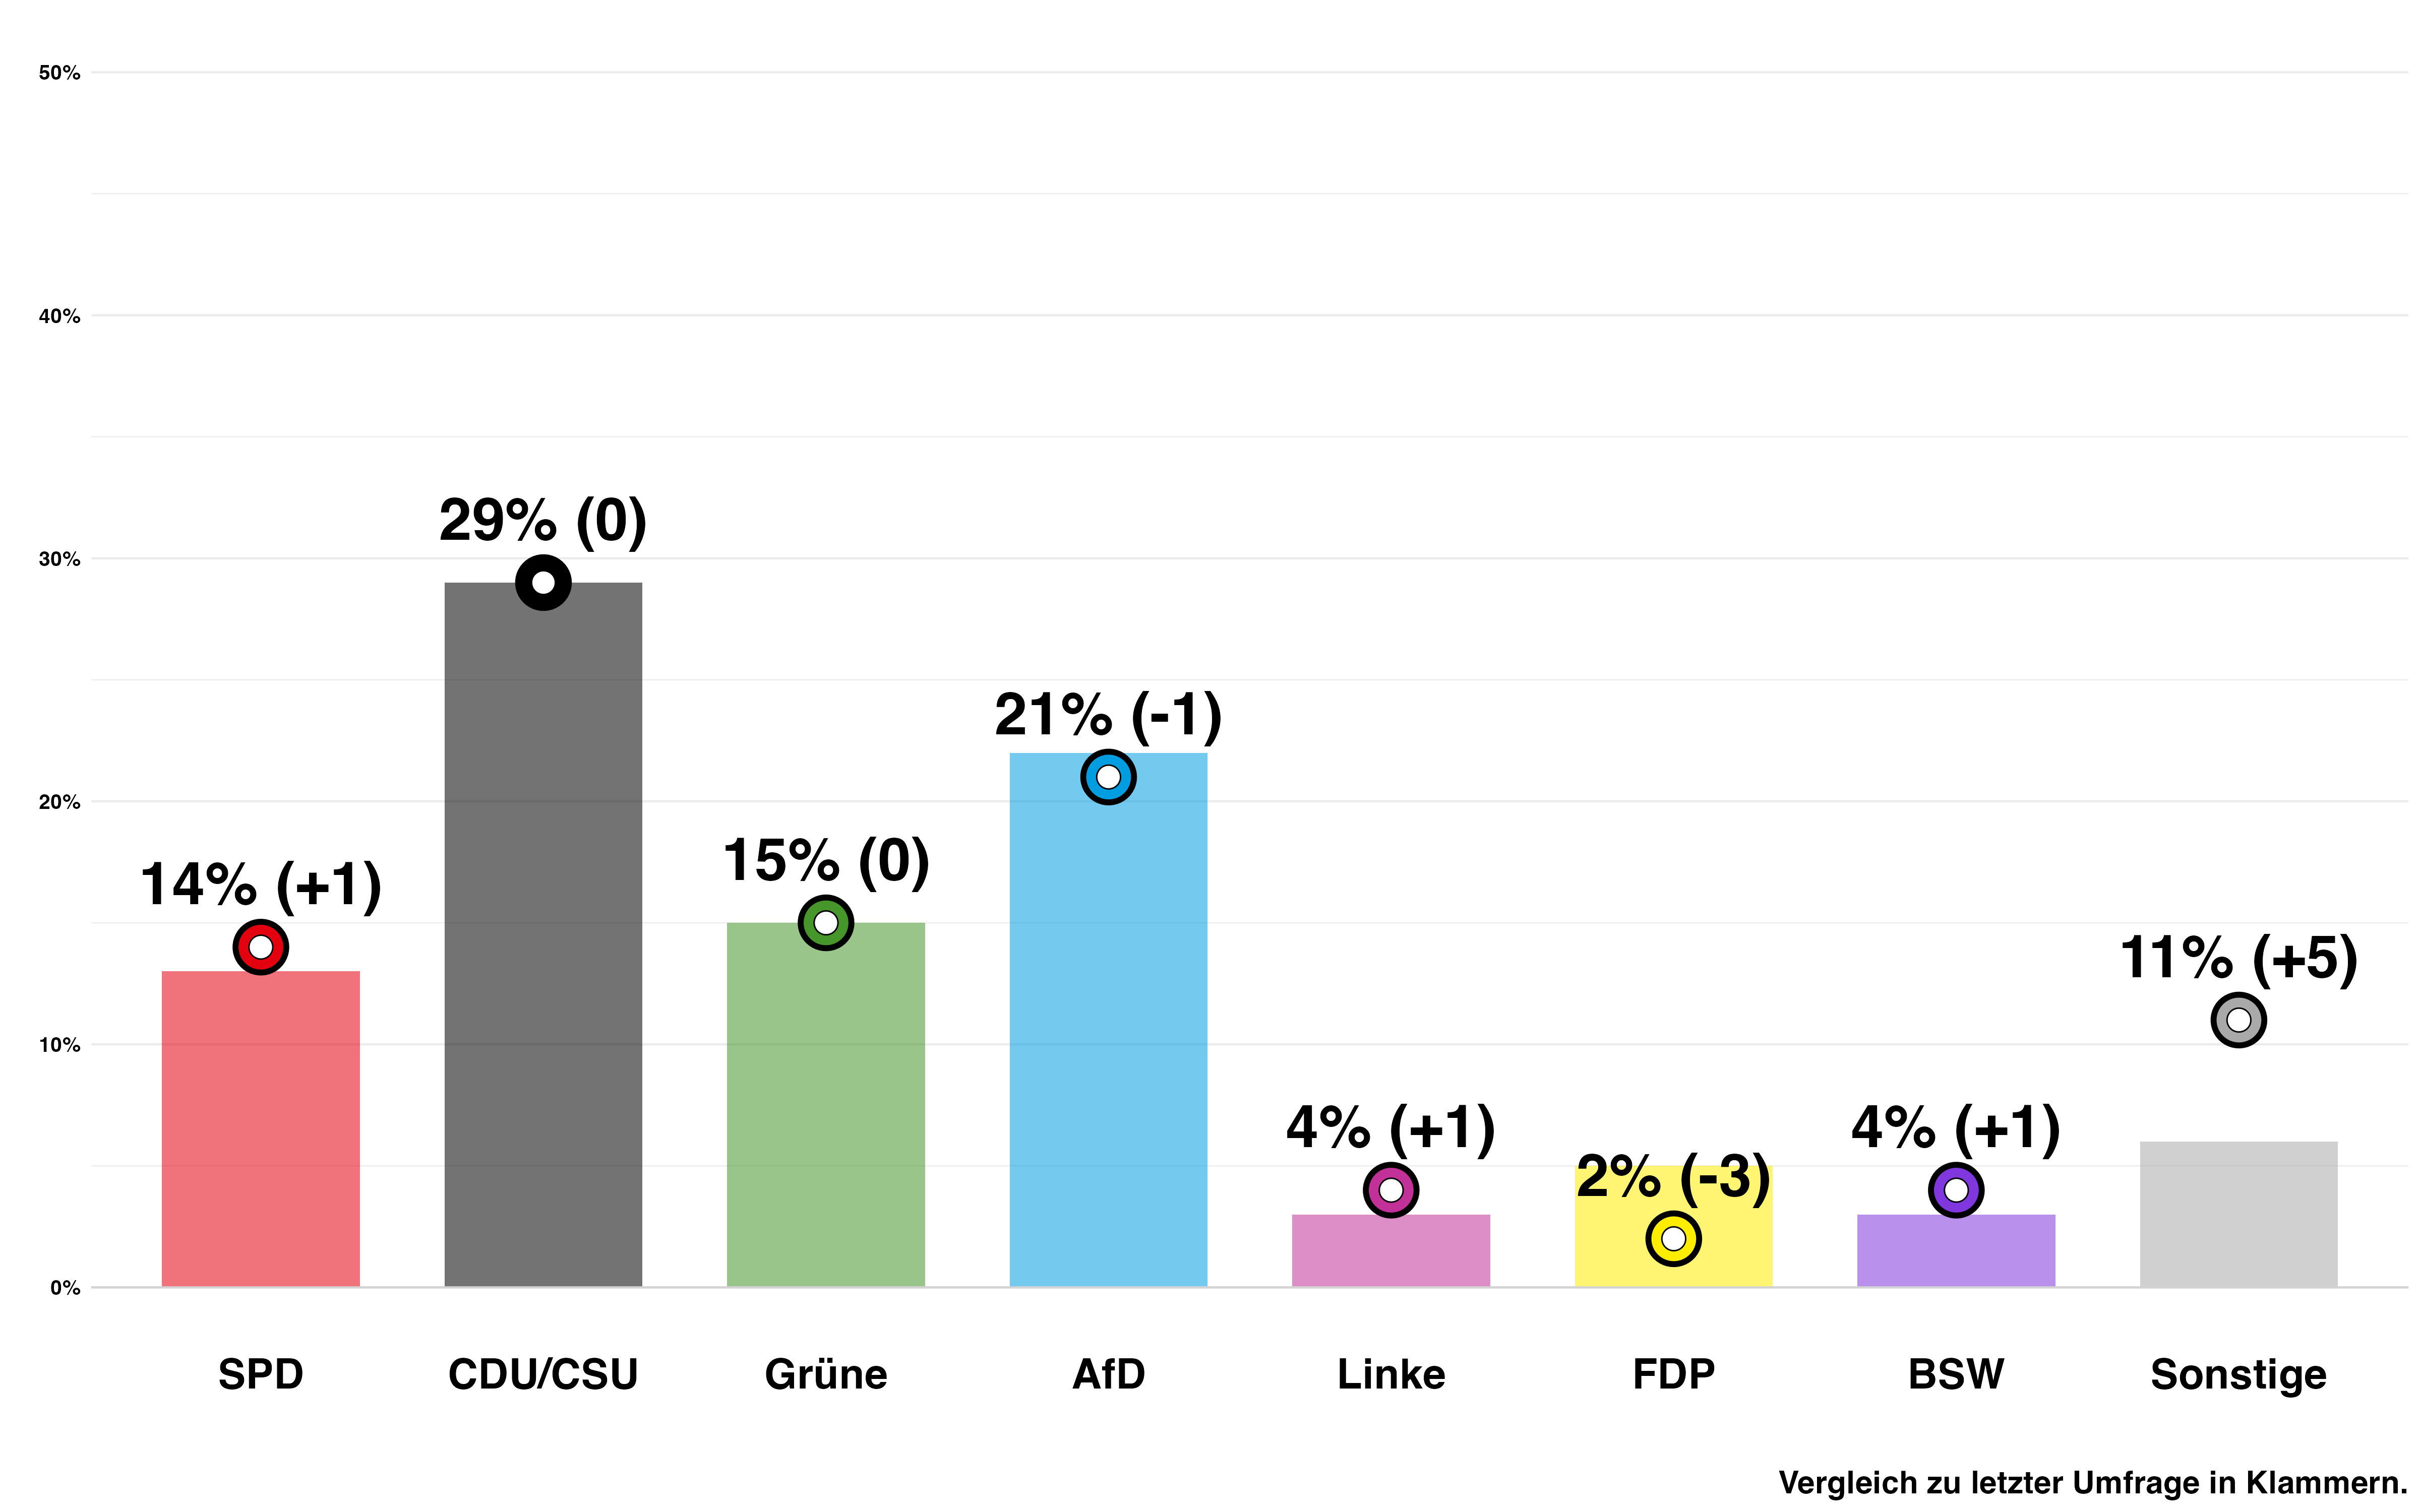 50%
40%
30%
20%
10%
0%
14% (+1)
29% (0)
15% (0)
21% (-1)
4% (+1)
2% (-3)
4% (+1)
11% (+5)
SPD
CDU/CSU
Grüne
AfD
Linke
FDP
BSW
Sonstige
Vergleich zu letzter Umfrage in Klammern.